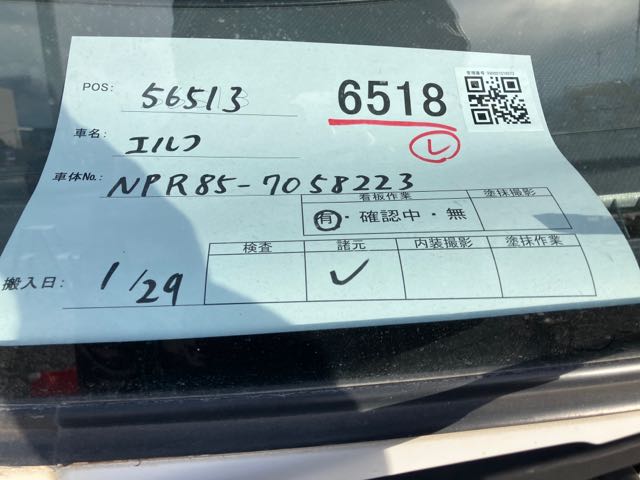 管理番号
POS: 56513
6518
レ
車名: エルフ
車体No.: NPR85-7058223
看板作業 塗抹撮影
有・確認中・無
検査 諸元 内装撮影 塗抹作業
搬入日: 1/29 ✓